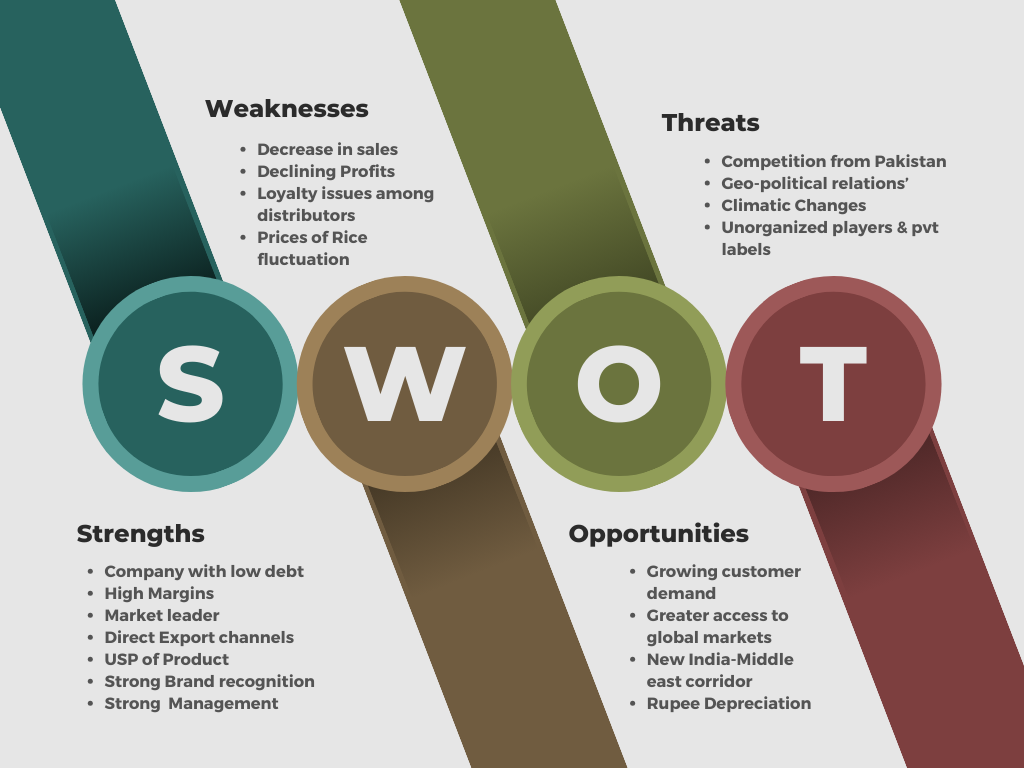 Weaknesses
• Decrease in sales
• Declining Profits
• Loyalty issues among
distributors
• Prices of Rice
fluctuation
Threats
• Competition from Pakistan
• Geo-political relations’
• Climatic Changes
• Unorganized players & pvt
labels
S W O T
Strengths
• Company with low debt
• High Margins
• Market leader
• Direct Export channels
• USP of Product
• Strong Brand recognition
• Strong  Management
Opportunities
• Growing customer
demand
• Greater access to
global markets
• New India-Middle
east corridor
• Rupee Depreciation